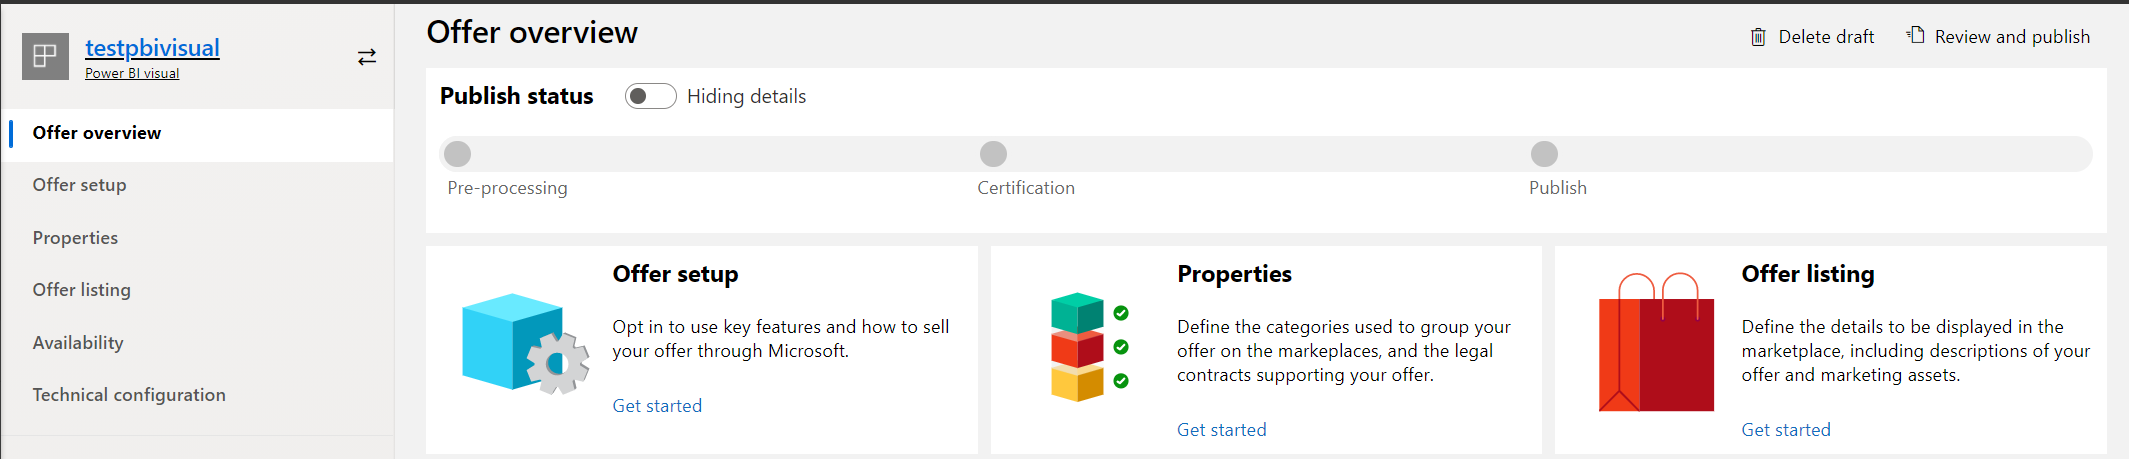 testpbivisual
Power BI visual
Offer overview
Offer setup
Properties
Offer listing
Availability
Technical configuration
Offer overview
Delete draft
Review and publish
Publish status
Hiding details
Pre-processing
Certification
Publish
Offer setup
Opt in to use key features and how to sell
your offer through Microsoft.
Get started
Properties
Define the categories used to group your
offer on the markeplaces, and the legal
contracts supporting your offer.
Get started
Offer listing
Define the details to be displayed in the
marketplace, including descriptions of your
offer and marketing assets.
Get started